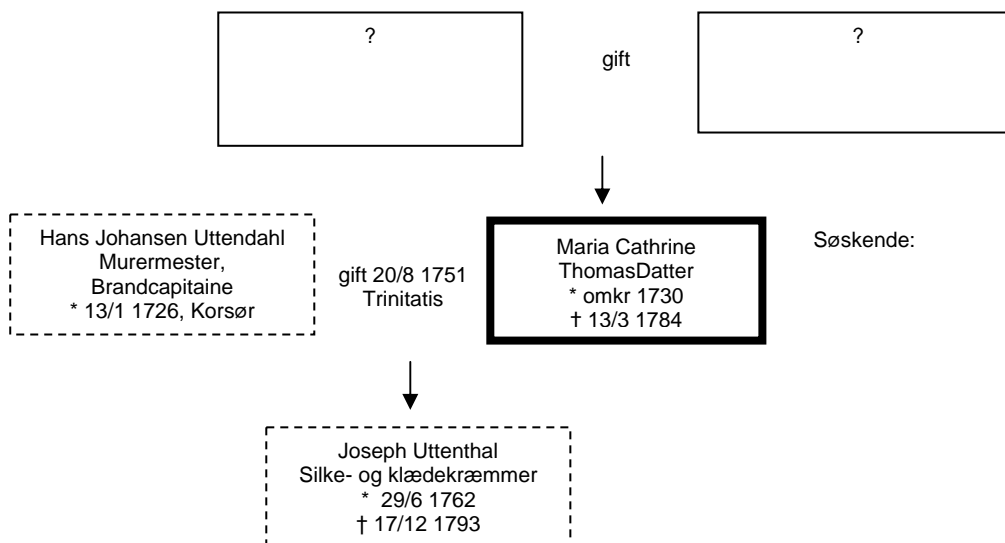 ?
gift
?
Hans Johansen Uttendahl
Murermester,
Brandcapitaine
* 13/1 1726, Korsør
gift 20/8 1751
Trinitatis
Maria Cathrine
ThomasDatter
* omkr 1730
† 13/3 1784
Søskende:
Joseph Uttenthal
Silke- og klædekræmmer
* 29/6 1762
† 17/12 1793